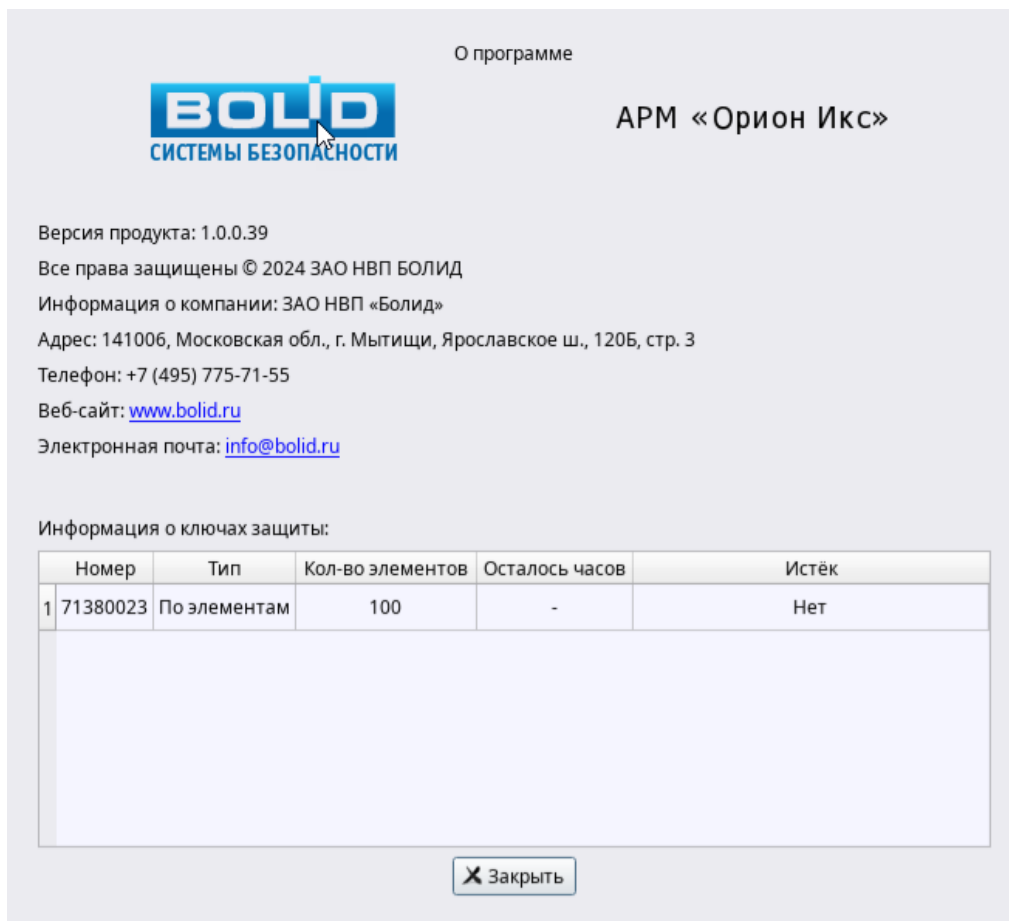 О программе
BOLID
СИСТЕМЫ БЕЗОПАСНОСТИ
АРМ «Орион Икс»
Версия продукта: 1.0.0.39
Все права защищены © 2024 ЗАО НВП БОЛИД
Информация о компании: ЗАО НВП «Болид»
Адрес: 141006, Московская обл., г. Мытищи, Ярославское ш., 120Б, стр. 3
Телефон: +7 (495) 775-71-55
Веб-сайт: www.bolid.ru
Электронная почта: info@bolid.ru
Информация о ключах защиты:
Номер Тип Кол-во элементов Осталось часов Истёк
1 71380023 По элементам 100 - Нет
Закрыть